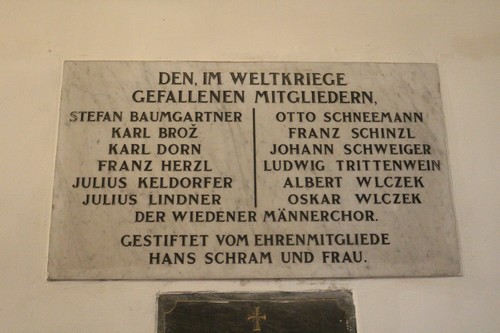 DEN, IM WELTKRIEGE
GEFALLENEN MITGLIEDERN,
STEFAN BAUMGARTNER
KARL BROŽ
KARL DORN
FRANZ HERZL
JULIUS KELDORFER
JULIUS LINDNER
OTTO SCHNEEMANN
FRANZ SCHINZL
JOHANN SCHWEIGER
LUDWIG TRITTENWEIN
ALBERT WLCZEK
OSKAR WLCZEK
DER WIEDENER MÄNNERCHOR.
GESTIFTET VOM EHRENMITGLIEDE
HANS SCHRAM UND FRAU.